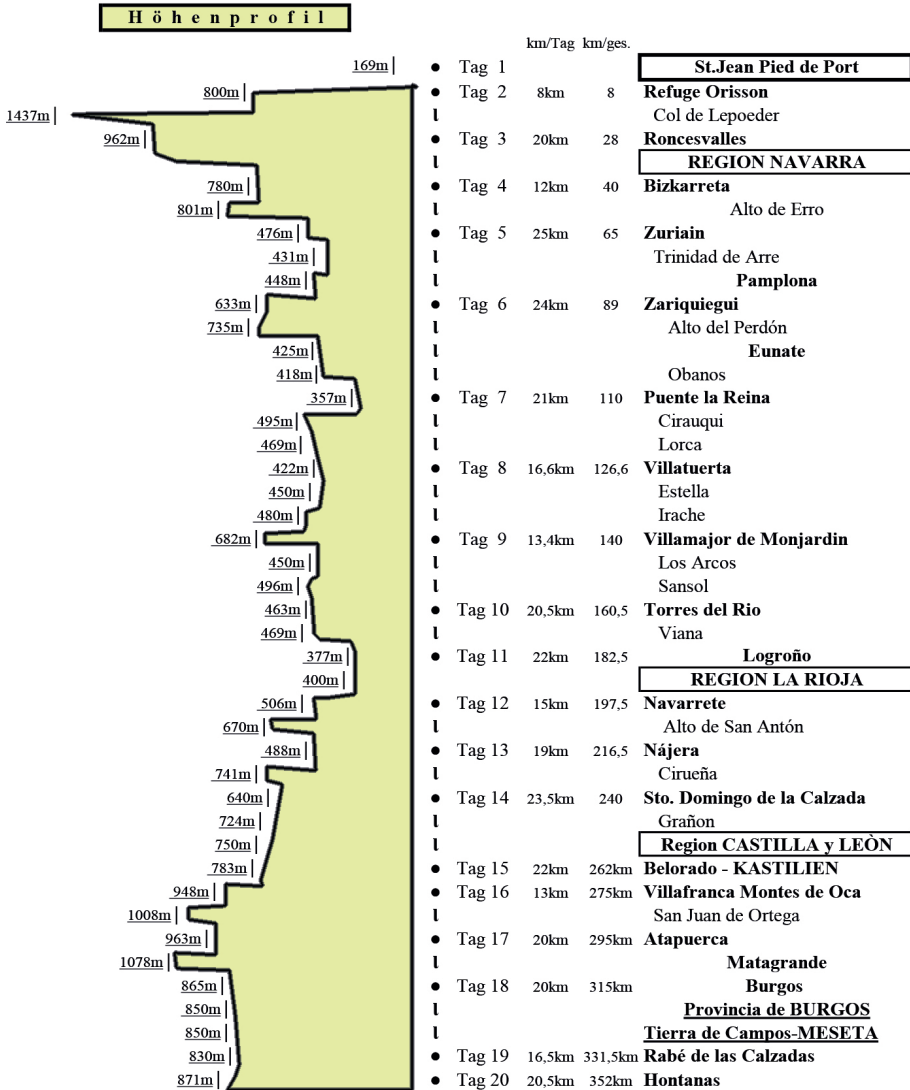 Höhenprofil
km/Tag km/ges.
169m ● Tag 1 St.Jean Pied de Port
800m ● Tag 2 8km 8 Refuge Orisson
1437m l Col de Lepoeder
962m ● Tag 3 20km 28 Roncesvalles
l REGION NAVARRA
780m ● Tag 4 12km 40 Bizkarreta
801m l Alto de Erro
476m ● Tag 5 25km 65 Zuriain
431m l Trinidad de Arre
448m l Pamplona
633m ● Tag 6 24km 89 Zariquiegui
735m l Alto del Perdón
425m l Eunate
418m l Obanos
357m ● Tag 7 21km 110 Puente la Reina
495m l Cirauqui
469m l Lorca
422m ● Tag 8 16,6km 126,6 Villatuerta
450m l Estella
480m l Irache
682m ● Tag 9 13,4km 140 Villamajor de Monjardin
450m l Los Arcos
496m l Sansol
463m ● Tag 10 20,5km 160,5 Torres del Rio
469m l Viana
377m ● Tag 11 22km 182,5 Logroño
400m REGION LA RIOJA
506m ● Tag 12 15km 197,5 Navarrete
670m l Alto de San Antón
488m ● Tag 13 19km 216,5 Nájera
741m l Cirueña
640m ● Tag 14 23,5km 240 Sto. Domingo de la Calzada
724m l Grañon
750m l Region CASTILLA y LEÒN
783m ● Tag 15 22km 262km Belorado - KASTILIEN
948m ● Tag 16 13km 275km Villafranca Montes de Oca
1008m l San Juan de Ortega
963m ● Tag 17 20km 295km Atapuerca
1078m l Matagrande
865m ● Tag 18 20km 315km Burgos
850m l Provincia de BURGOS
850m l Tierra de Campos-MESETA
830m ● Tag 19 16,5km 331,5km Rabé de las Calzadas
871m ● Tag 20 20,5km 352km Hontanas